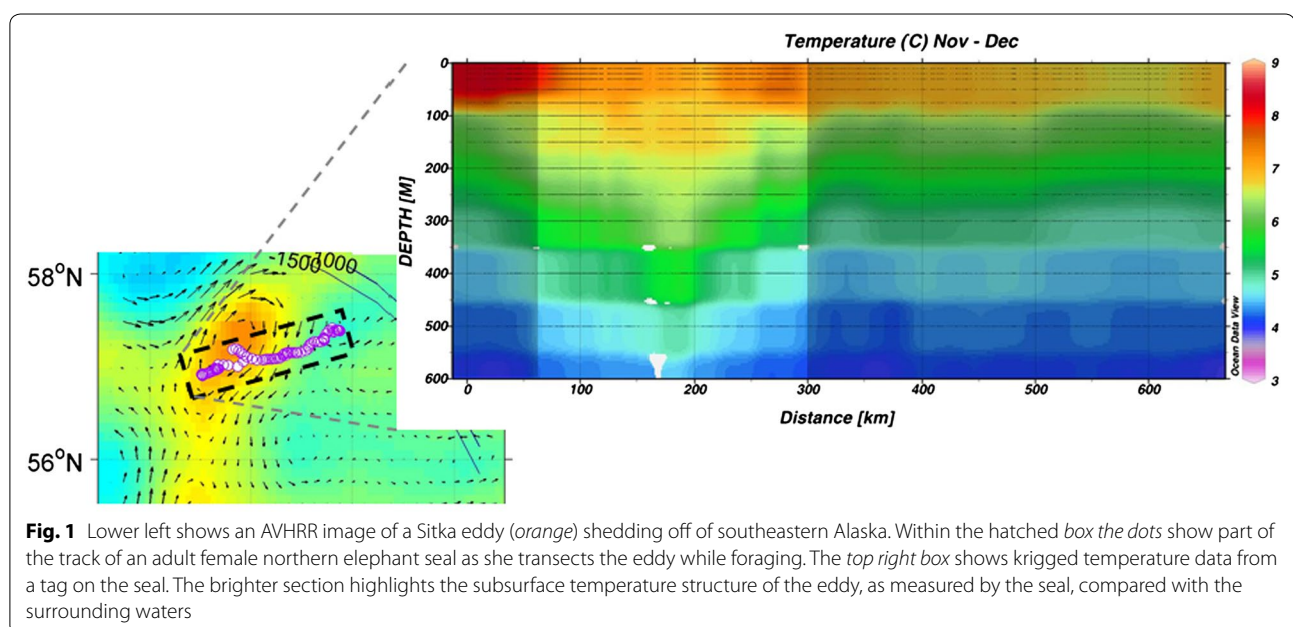 Temperature (C) Nov - Dec
0
100
200
300
400
500
600
DEPTH [M]
0 100 200 300 400 500 600
Distance [km]
9
8
7
6
5
4
3
Ocean Data View
-1500 1000
58°N
56°N
Fig. 1 Lower left shows an AVHRR image of a Sitka eddy (orange) shedding off of southeastern Alaska. Within the hatched box the dots show part of
the track of an adult female northern elephant seal as she transects the eddy while foraging. The top right box shows krigged temperature data from
a tag on the seal. The brighter section highlights the subsurface temperature structure of the eddy, as measured by the seal, compared with the
surrounding waters